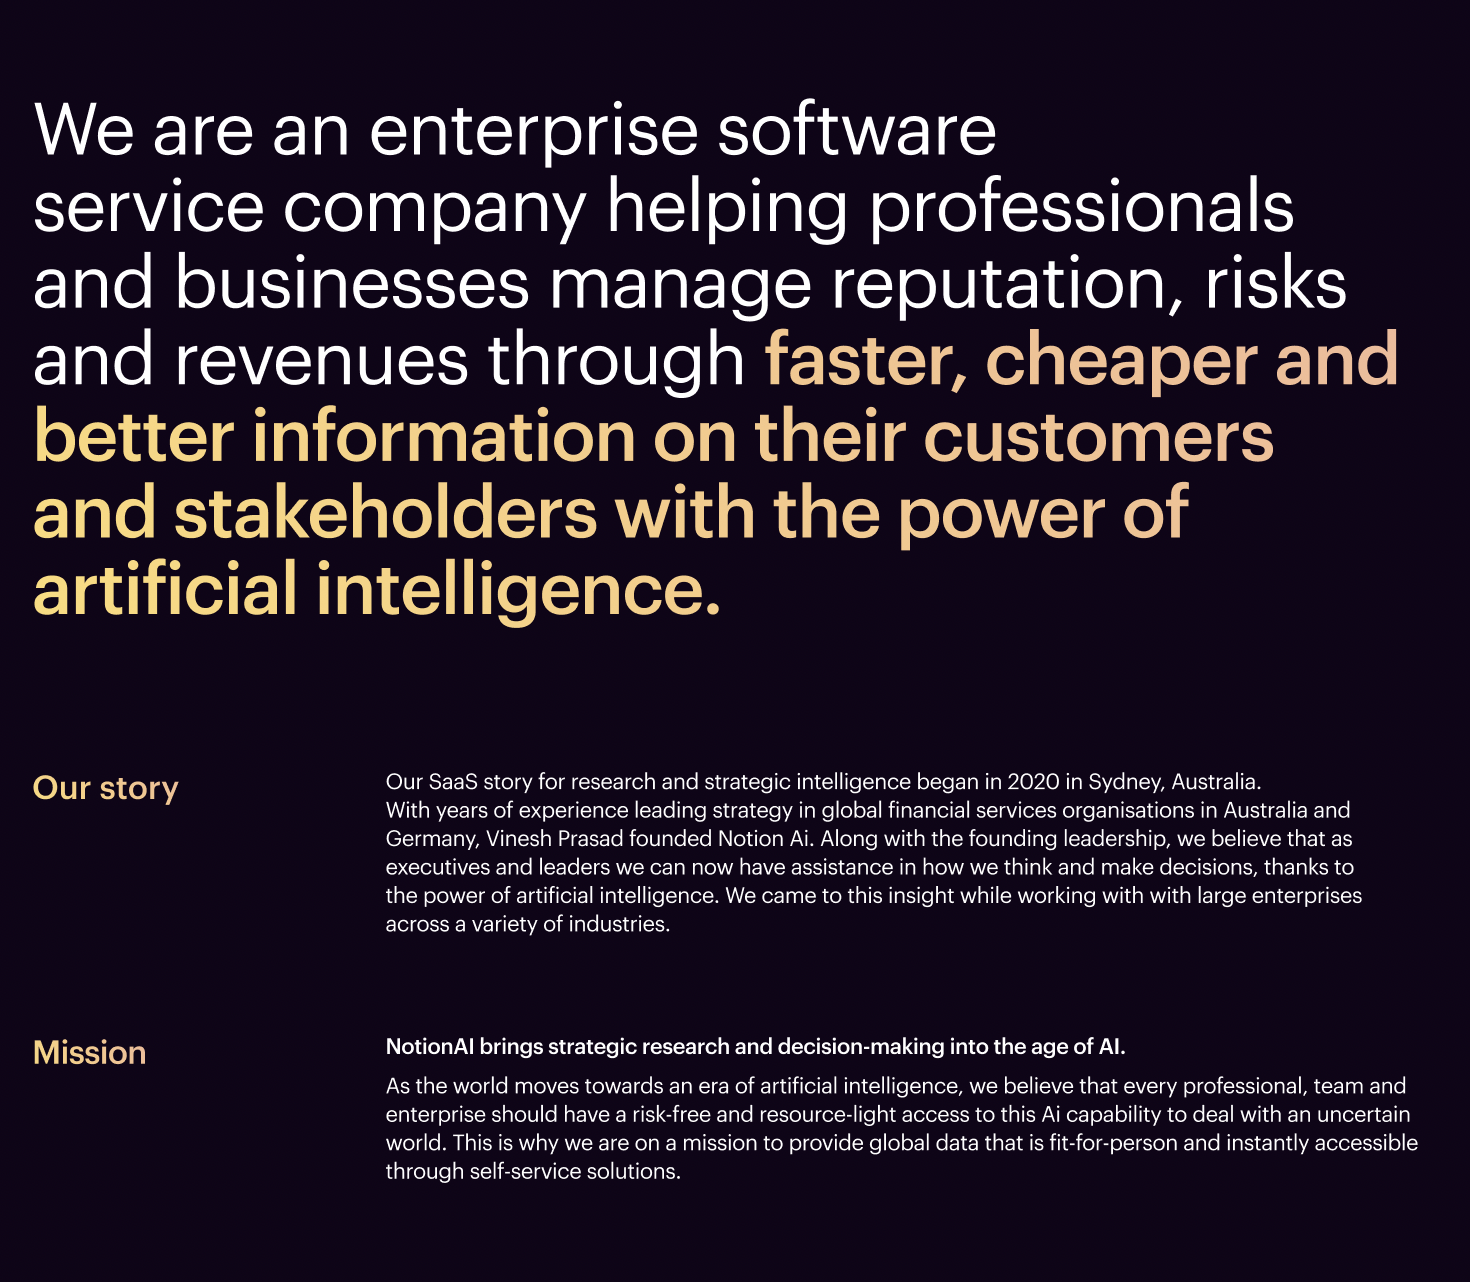 We are an enterprise software
service company helping professionals
and businesses manage reputation, risks
and revenues through faster, cheaper and
better information on their customers
and stakeholders with the power of
artificial intelligence.
Our story
Our SaaS story for research and strategic intelligence began in 2020 in Sydney, Australia.
With years of experience leading strategy in global financial services organisations in Australia and
Germany, Vinesh Prasad founded Notion Ai. Along with the founding leadership, we believe that as
executives and leaders we can now have assistance in how we think and make decisions, thanks to
the power of artificial intelligence. We came to this insight while working with with large enterprises
across a variety of industries.
Mission
NotionAI brings strategic research and decision-making into the age of AI.
As the world moves towards an era of artificial intelligence, we believe that every professional, team and
enterprise should have a risk-free and resource-light access to this Ai capability to deal with an uncertain
world. This is why we are on a mission to provide global data that is fit-for-person and instantly accessible
through self-service solutions.